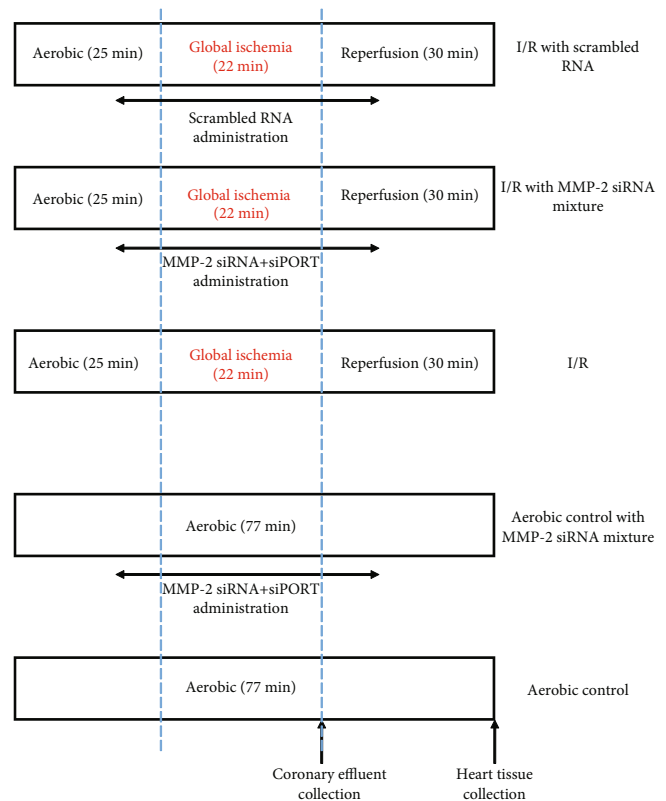 Aerobic (25 min)
Global ischemia
(22 min)
Reperfusion (30 min)
I/R with scrambled
RNA
Scrambled RNA
administration
Aerobic (25 min)
Global ischemia
(22 min)
Reperfusion (30 min)
I/R with MMP-2 siRNA
mixture
MMP-2 siRNA+siPORT
administration
Aerobic (25 min)
Global ischemia
(22 min)
Reperfusion (30 min)
I/R
Aerobic (77 min)
Aerobic control with
MMP-2 siRNA mixture
MMP-2 siRNA+siPORT
administration
Aerobic (77 min)
Aerobic control
Coronary effluent
collection
Heart tissue
collection